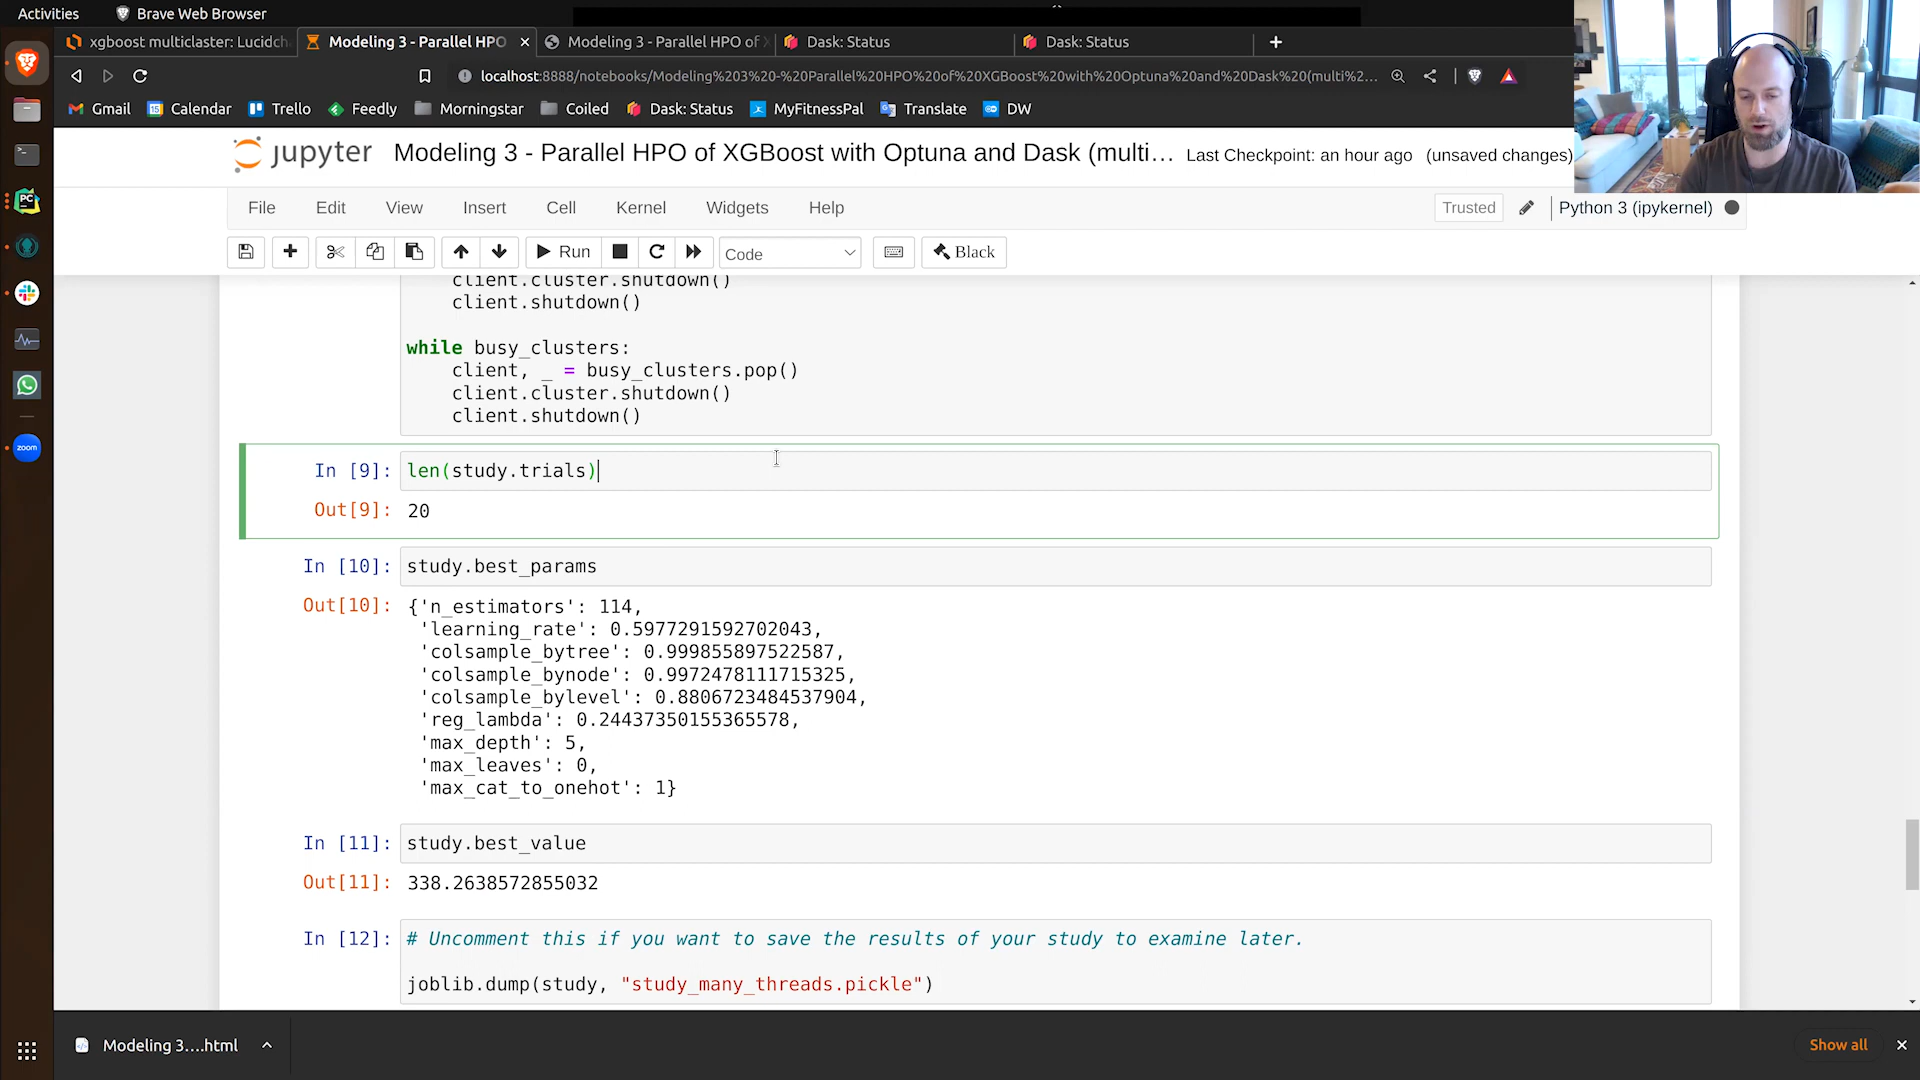 Activities
Brave Web Browser
xgboost multiclaster: Lucidch
Modeling 3 - Parallel HPO
Modeling 3 - Parallel HPO of X
Dask: Status
Dask: Status
localhost:8888/notebooks/Modeling%203%20-%20Parallel%20HPO%20of%20XGBoost%20with%20Optuna%20and%20Dask%20(multi%2...
Gmail
Calendar
Trello
Feedly
Morningstar
Coiled
Dask: Status
MyFitnessPal
Translate
DW
jupyter
Modeling 3 - Parallel HPO of XGBoost with Optuna and Dask (multi...
Last Checkpoint: an hour ago (unsaved changes)
File Edit View Insert Cell Kernel Widgets Help
Trusted
Python 3 (ipykernel)
Run
Code
Black
client.cluster.shutdown()
client.shutdown()
while busy_clusters:
client, _ = busy_clusters.pop()
client.cluster.shutdown()
client.shutdown()
In [9]: len(study.trials)
Out[9]: 20
In [10]: study.best_params
Out[10]: {'n_estimators': 114,
'learning_rate': 0.5977291592702043,
'colsample_bytree': 0.999855897522587,
'colsample_bynode': 0.9972478111715325,
'colsample_bylevel': 0.8806723484537904,
'reg_lambda': 0.24437350155365578,
'max_depth': 5,
'max_leaves': 0,
'max_cat_to_onehot': 1}
In [11]: study.best_value
Out[11]: 338.2638572855032
In [12]: # Uncomment this if you want to save the results of your study to examine later.
joblib.dump(study, "study_many_threads.pickle")
zoom
Modeling 3....html
Show all